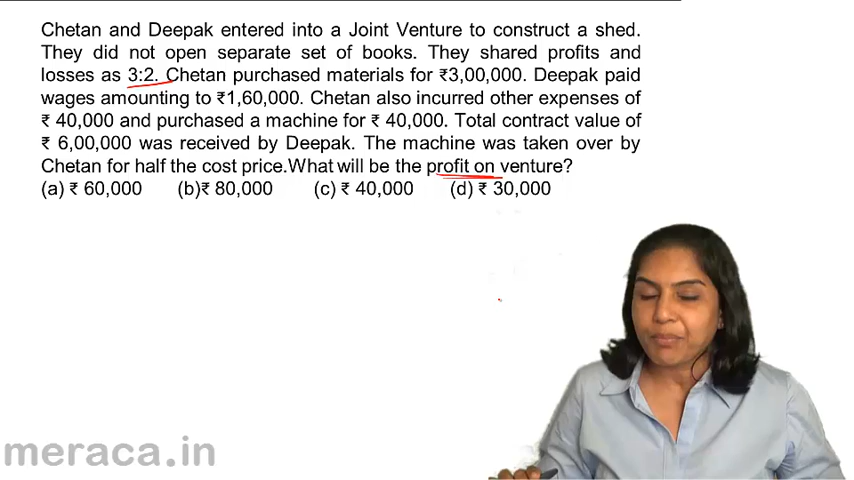 Chetan and Deepak entered into a Joint Venture to construct a shed.
They did not open separate set of books. They shared profits and
losses as 3:2. Chetan purchased materials for ₹3,00,000. Deepak paid
wages amounting to ₹1,60,000. Chetan also incurred other expenses of
₹ 40,000 and purchased a machine for ₹ 40,000. Total contract value of
₹ 6,00,000 was received by Deepak. The machine was taken over by
Chetan for half the cost price.What will be the profit on venture?
(a) ₹ 60,000 (b)₹ 80,000 (c) ₹ 40,000 (d) ₹ 30,000
meraca.in